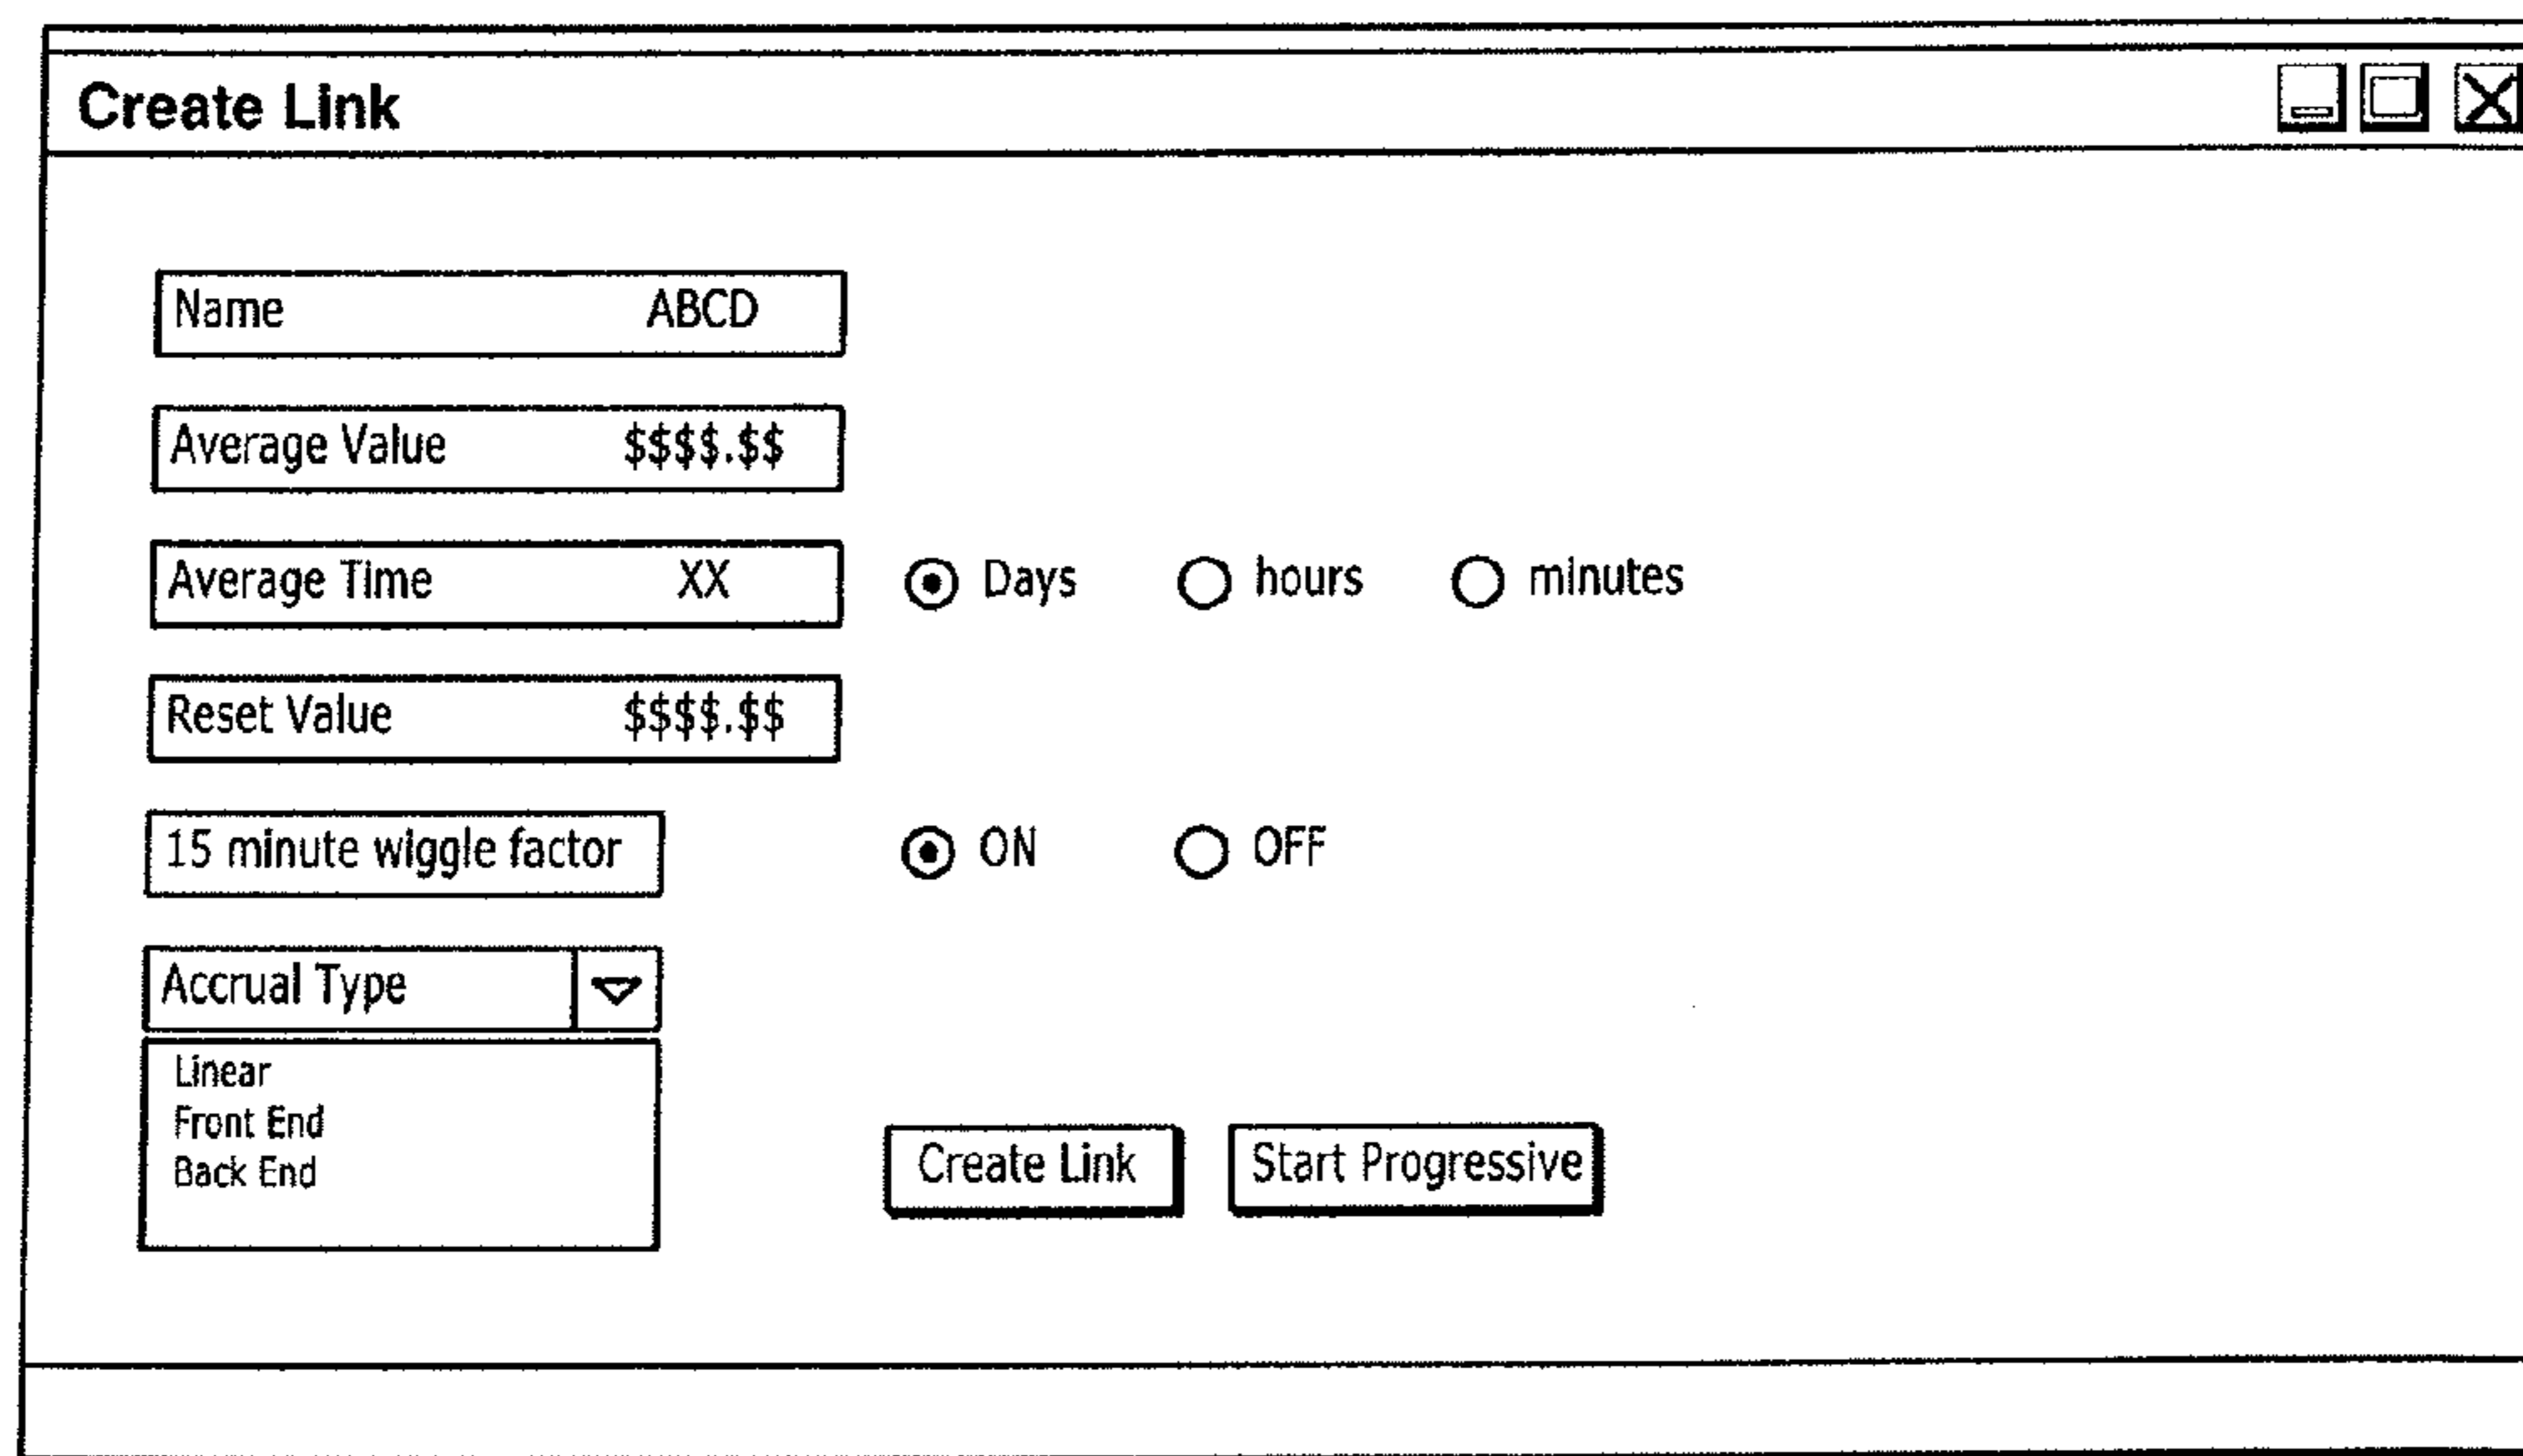 Create Link
Name ABCD
Average Value $$$$.$$
Average Time XX Days hours minutes
Reset Value $$$$.$$
15 minute wiggle factor ON OFF
Accrual Type
Linear
Front End
Back End
Create Link Start Progressive